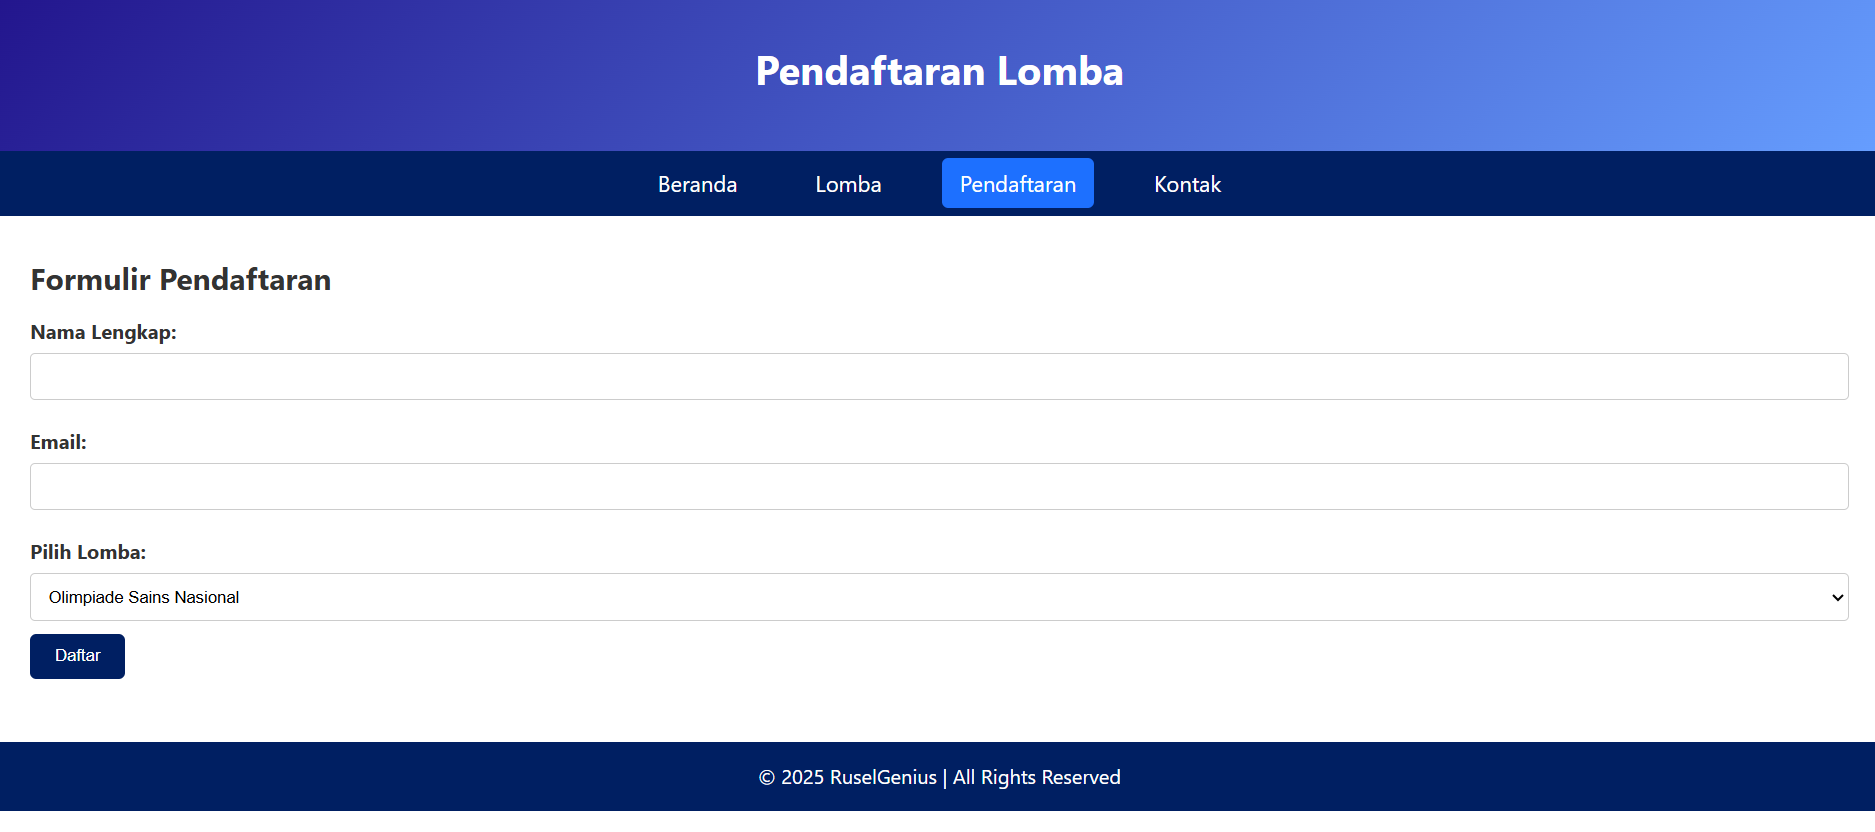 Pendaftaran Lomba
Beranda Lomba Pendaftaran Kontak
Formulir Pendaftaran
Nama Lengkap:
Email:
Pilih Lomba:
Olimpiade Sains Nasional
Daftar
© 2025 RuselGenius | All Rights Reserved